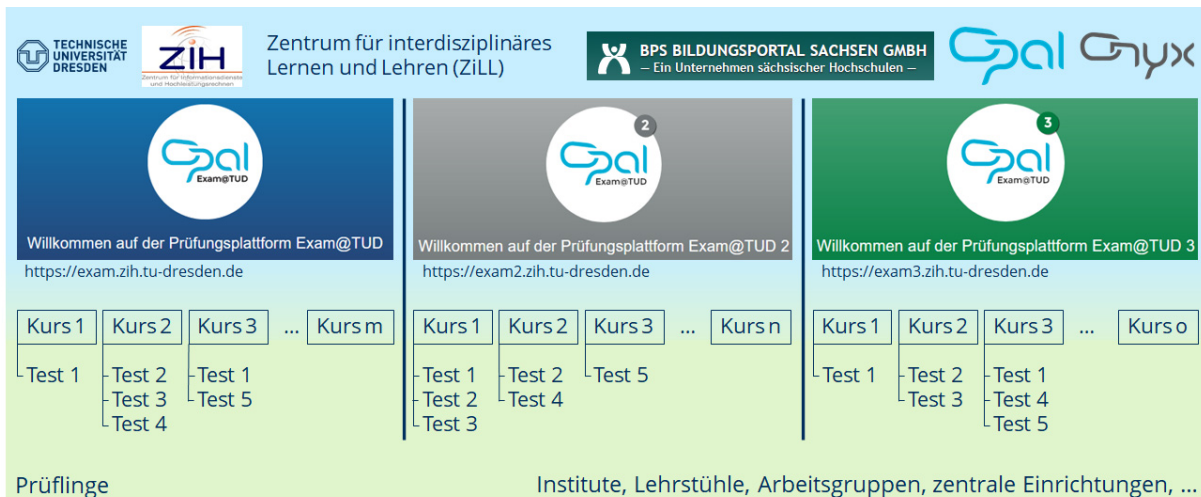 TECHNISCHE
UNIVERSITÄT
DRESDEN
ZiH
Zentrum für Informationsdienste
und Hochleistungsrechnen
Zentrum für interdisziplinäres
Lernen und Lehren (ZiLL)
BPS BILDUNGSPORTAL SACHSEN GMBH
– Ein Unternehmen sächsischer Hochschulen –
Opal
Onyx
Opal
Exam@TUD
Willkommen auf der Prüfungsplattform Exam@TUD
https://exam.zih.tu-dresden.de
Kurs 1 Kurs 2 Kurs 3 ... Kurs m
Test 1 Test 2 Test 1
Test 3 Test 5
Test 4
2
Opal
Exam@TUD
Willkommen auf der Prüfungsplattform Exam@TUD 2
https://exam2.zih.tu-dresden.de
Kurs 1 Kurs 2 Kurs 3 ... Kurs n
Test 1 Test 2 Test 5
Test 2 Test 4
Test 3
3
Opal
Exam@TUD
Willkommen auf der Prüfungsplattform Exam@TUD 3
https://exam3.zih.tu-dresden.de
Kurs 1 Kurs 2 Kurs 3 ... Kurs o
Test 1 Test 2 Test 1
Test 3 Test 4
Test 5
Prüflinge
Institute, Lehrstühle, Arbeitsgruppen, zentrale Einrichtungen, ...